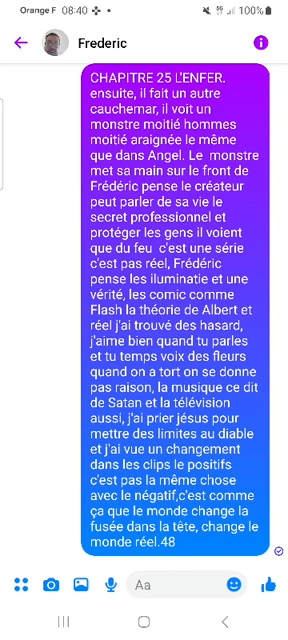 Orange F 08:40
100%
Frederic
CHAPITRE 25 L'ENFER.
ensuite, il fait un autre
cauchemar, il voit un
monstre moitié hommes
moitié araignée le même
que dans Angel. Le monstre
met sa main sur le front de
Frédéric pense le créateur
peut parler de sa vie le
secret professionnel et
protéger les gens il voient
que du feu c'est une série
c'est pas réel, Frédéric
pense les iluminatie et une
vérité, les comic comme
Flash la théorie de Albert et
réel j'ai trouvé des hasard,
j'aime bien quand tu parles
et tu temps voix des fleurs
quand on a tort on se donne
pas raison, la musique ce dit
de Satan et la télévision
aussi, j'ai prier jésus pour
mettre des limites au diable
et j'ai vue un changement
dans les clips le positifs
c'est pas la même chose
avec le négatif,c'est comme
ça que le monde change la
fusée dans la tête, change le
monde réel.48
Aa